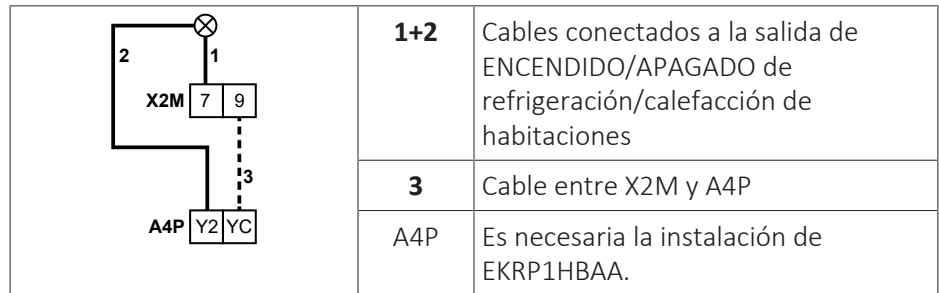 2
1
X2M 7 9
3
A4P Y2 YC
1+2 Cables conectados a la salida de
ENCENDIDO/APAGADO de
refrigeración/calefacción de
habitaciones
3 Cable entre X2M y A4P
A4P Es necesaria la instalación de
EKRP1HBAA.